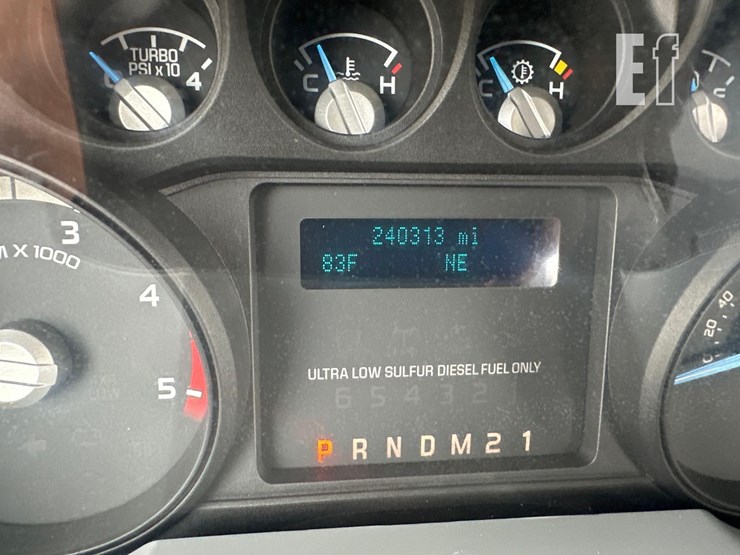 TURBO
PSI x 10
4
C H
C H
Ef
3
4
5
240313 mi
83F NE
ULTRA LOW SULFUR DIESEL FUEL ONLY
6 5 4 3 2
P R N D M 2 1
0 20 40